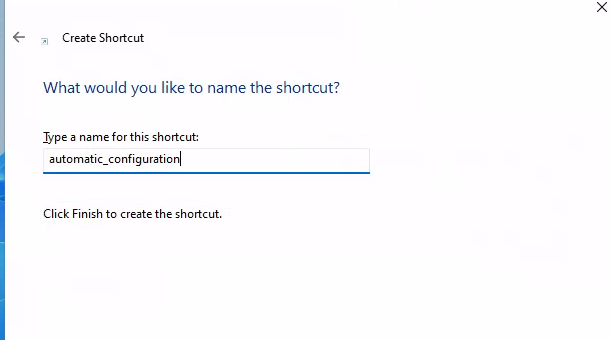 Create Shortcut
What would you like to name the shortcut?
Type a name for this shortcut:
automatic_configuration
Click Finish to create the shortcut.